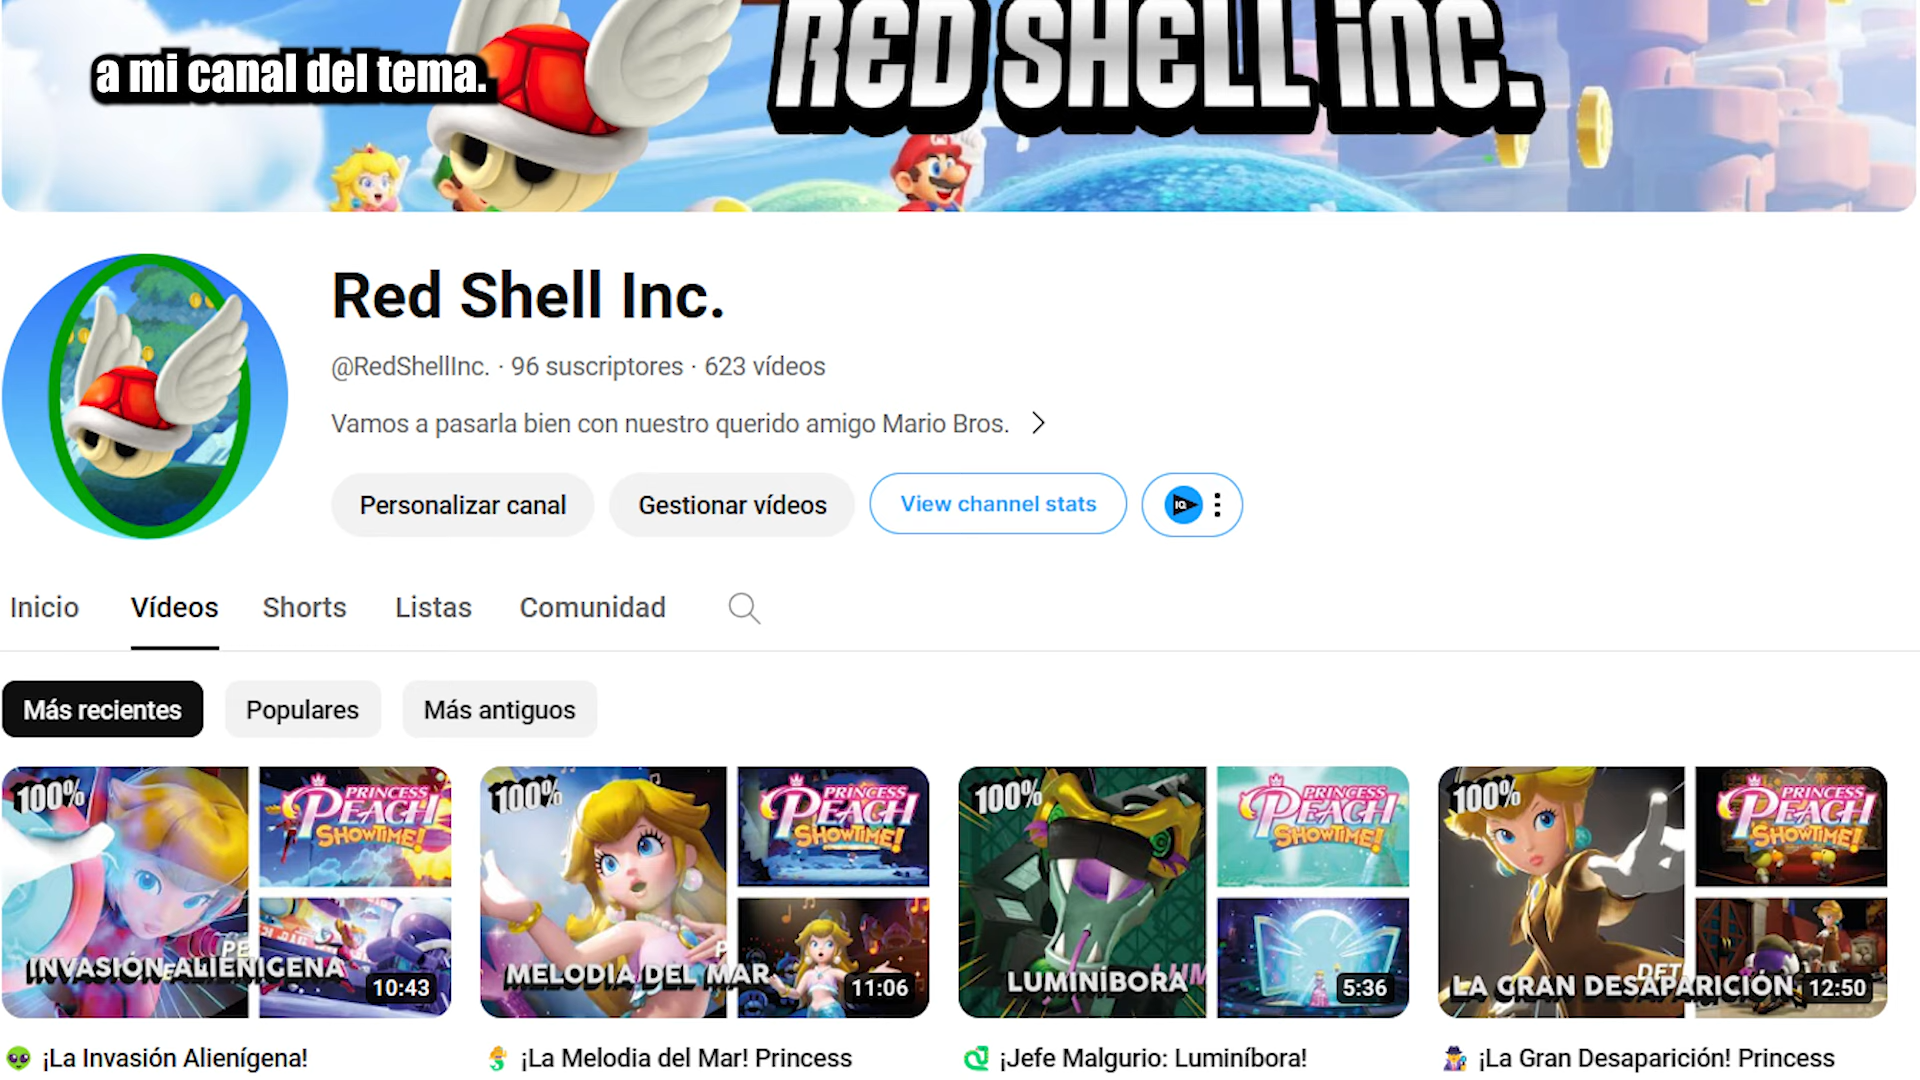 RED SHELL INC.
a mi canal del tema.
Red Shell Inc.
@RedShellInc. · 96 suscriptores · 623 vídeos
Vamos a pasarla bien con nuestro querido amigo Mario Bros.
Personalizar canal
Gestionar vídeos
View channel stats
IQ
Inicio
Vídeos
Shorts
Listas
Comunidad
Más recientes
Populares
Más antiguos
100%
PRINCESS
PEACH
SHOWTIME!
INVASIÓN ALIENIGENA
10:43
100%
PRINCESS
PEACH
SHOWTIME!
MELODIA DEL MAR
11:06
100%
PRINCESS
PEACH
SHOWTIME!
LUMINÍBORA
5:36
100%
PRINCESS
PEACH
SHOWTIME!
LA GRAN DESAPARICIÓN
12:50
¡La Invasión Alienígena!
¡La Melodia del Mar! Princess
¡Jefe Malgurio: Luminíbora!
¡La Gran Desaparición! Princess